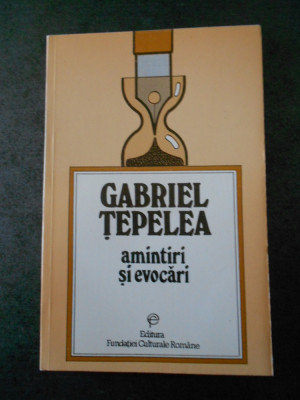 GABRIEL
ȚEPELEA
amintiri
și evocări
Editura
Fundației Culturale Române